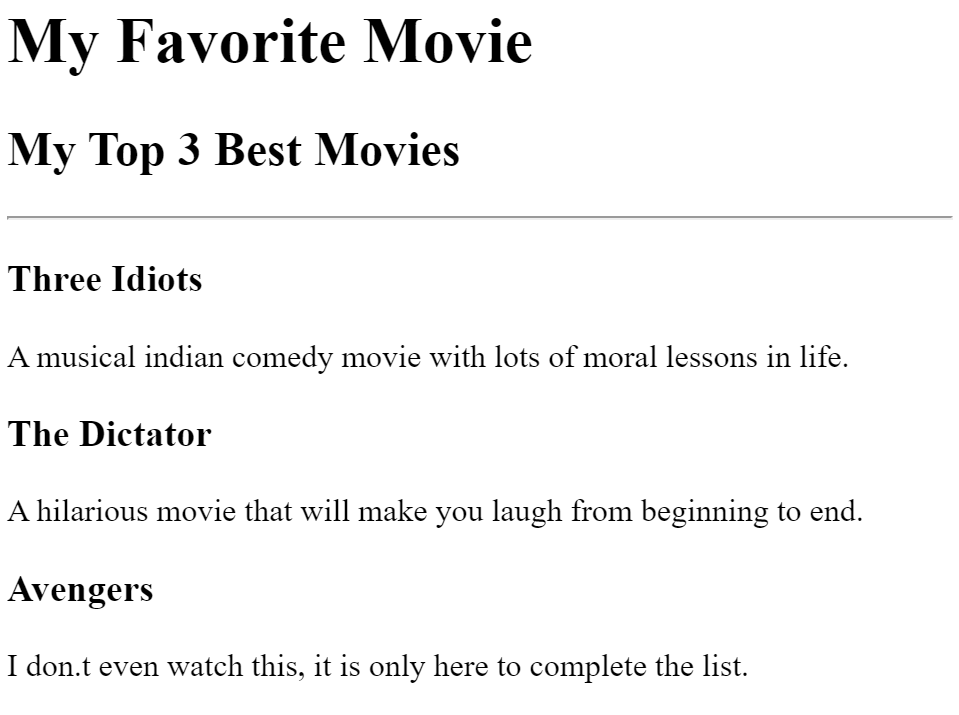 My Favorite Movie
My Top 3 Best Movies
Three Idiots
A musical indian comedy movie with lots of moral lessons in life.
The Dictator
A hilarious movie that will make you laugh from beginning to end.
Avengers
I don.t even watch this, it is only here to complete the list.